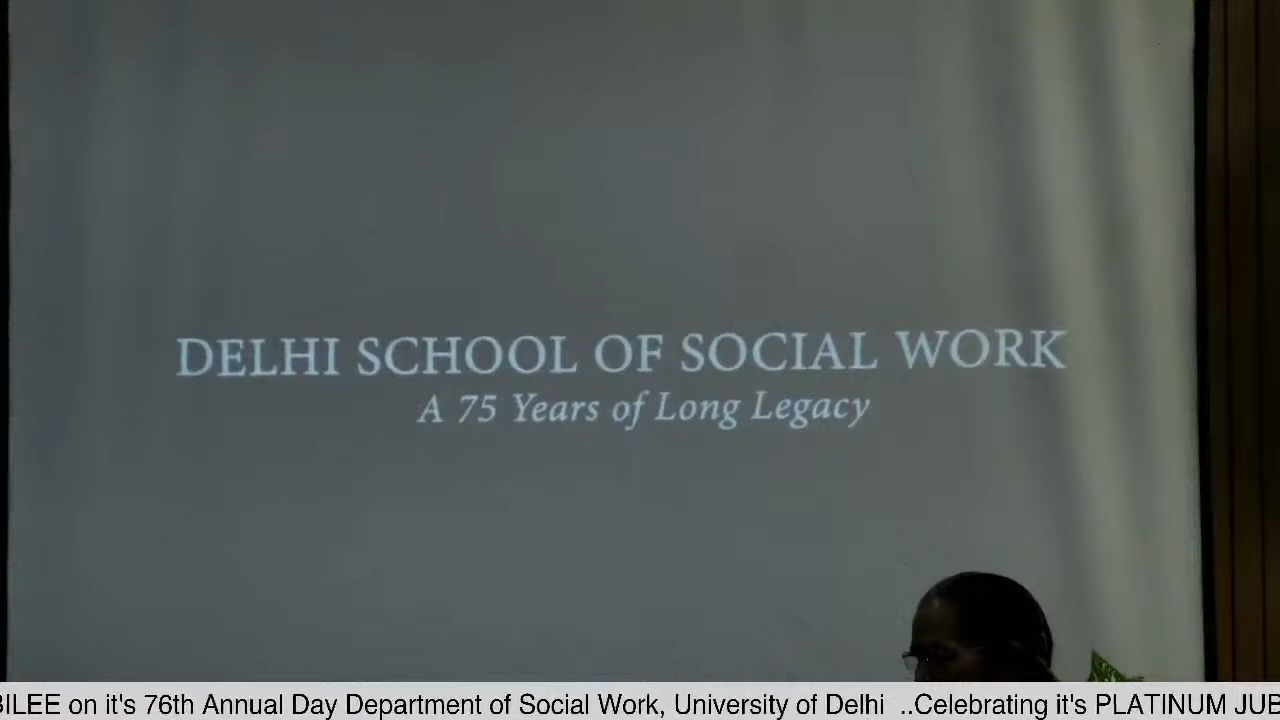 DELHI SCHOOL OF SOCIAL WORK
A 75 Years of Long Legacy
BILEE on it's 76th Annual Day Department of Social Work, University of Delhi ..Celebrating it's PLATINUM JUB